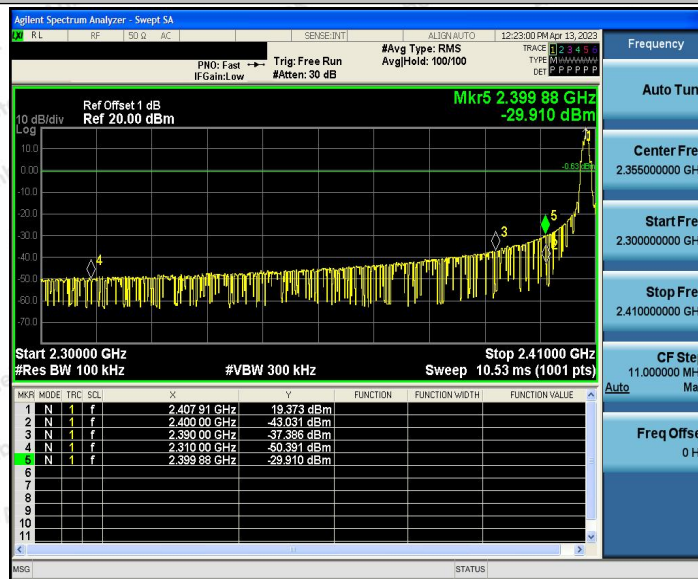 Agilent Spectrum Analyzer - Swept SA
LXI RL RF 50 Ω AC SENSE:INT ALIGN AUTO 12:23:00 PM Apr 13, 2023
#Avg Type: RMS TRACE 1 2 3 4 5 6
PNO: Fast Trig: Free Run Avg|Hold: 100/100 TYPE M
IFGain:Low #Atten: 30 dB DET P P P P P P
Mkr5 2.399 88 GHz
Ref Offset 1 dB
10 dB/div Ref 20.00 dBm -29.910 dBm
Log
10.0
0.00
-0.63 dBm
-10.0
-20.0
5
-30.0
3
-40.0
2
4
-50.0
-60.0
-70.0
Start 2.30000 GHz Stop 2.41000 GHz
#Res BW 100 kHz #VBW 300 kHz Sweep 10.53 ms (1001 pts)
MKR MODE TRC SCL X Y FUNCTION FUNCTION WIDTH FUNCTION VALUE
1 N 1 f 2.407 91 GHz 19.373 dBm
2 N 1 f 2.400 00 GHz -43.031 dBm
3 N 1 f 2.390 00 GHz -37.386 dBm
4 N 1 f 2.310 00 GHz -50.391 dBm
5 N 1 f 2.399 88 GHz -29.910 dBm
6
7
8
9
10
11
MSG STATUS
Frequency
Auto Tun
Center Fre
2.355000000 GH
Start Fre
2.300000000 GH
Stop Fre
2.410000000 GH
CF Ste
11.000000 MH
Auto Ma
Freq Offse
0 H